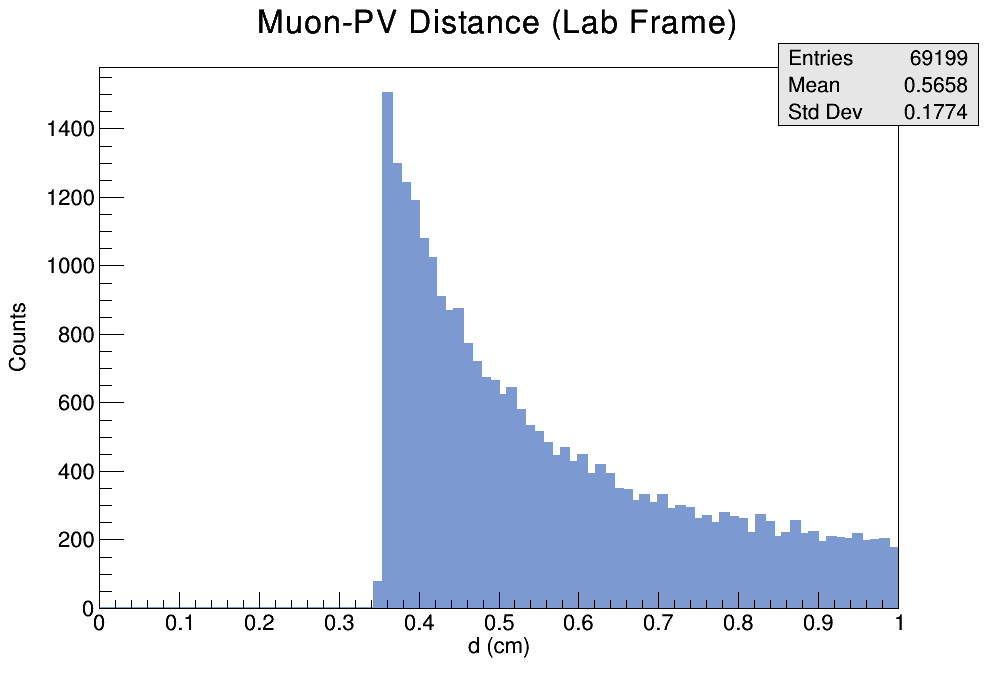 Muon-PV Distance (Lab Frame)
Entries 69199
Mean 0.5658
Std Dev 0.1774
1400
1200
1000
800
600
400
200
0
Counts
0 0.1 0.2 0.3 0.4 0.5 0.6 0.7 0.8 0.9 1
d (cm)